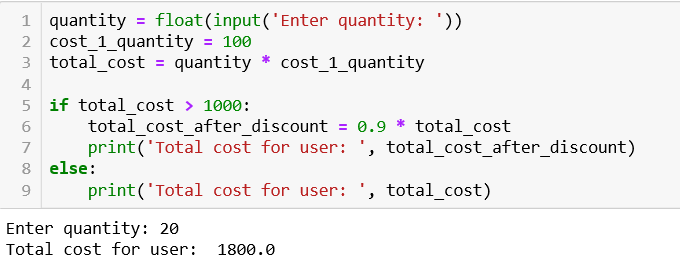 1 quantity = float(input('Enter quantity: '))
2 cost_1_quantity = 100
3 total_cost = quantity * cost_1_quantity
4
5 if total_cost > 1000:
6     total_cost_after_discount = 0.9 * total_cost
7     print('Total cost for user: ', total_cost_after_discount)
8 else:
9     print('Total cost for user: ', total_cost)
Enter quantity: 20
Total cost for user:  1800.0